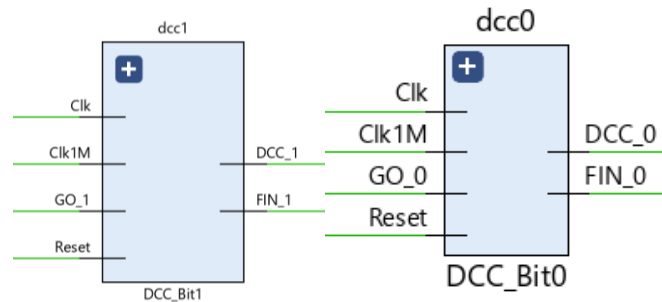 dcc1
Clk
Clk1M
GO_1
Reset
DCC_1
FIN_1
DCC_Bit1
dcc0
Clk
Clk1M
GO_0
Reset
DCC_0
FIN_0
DCC_Bit0